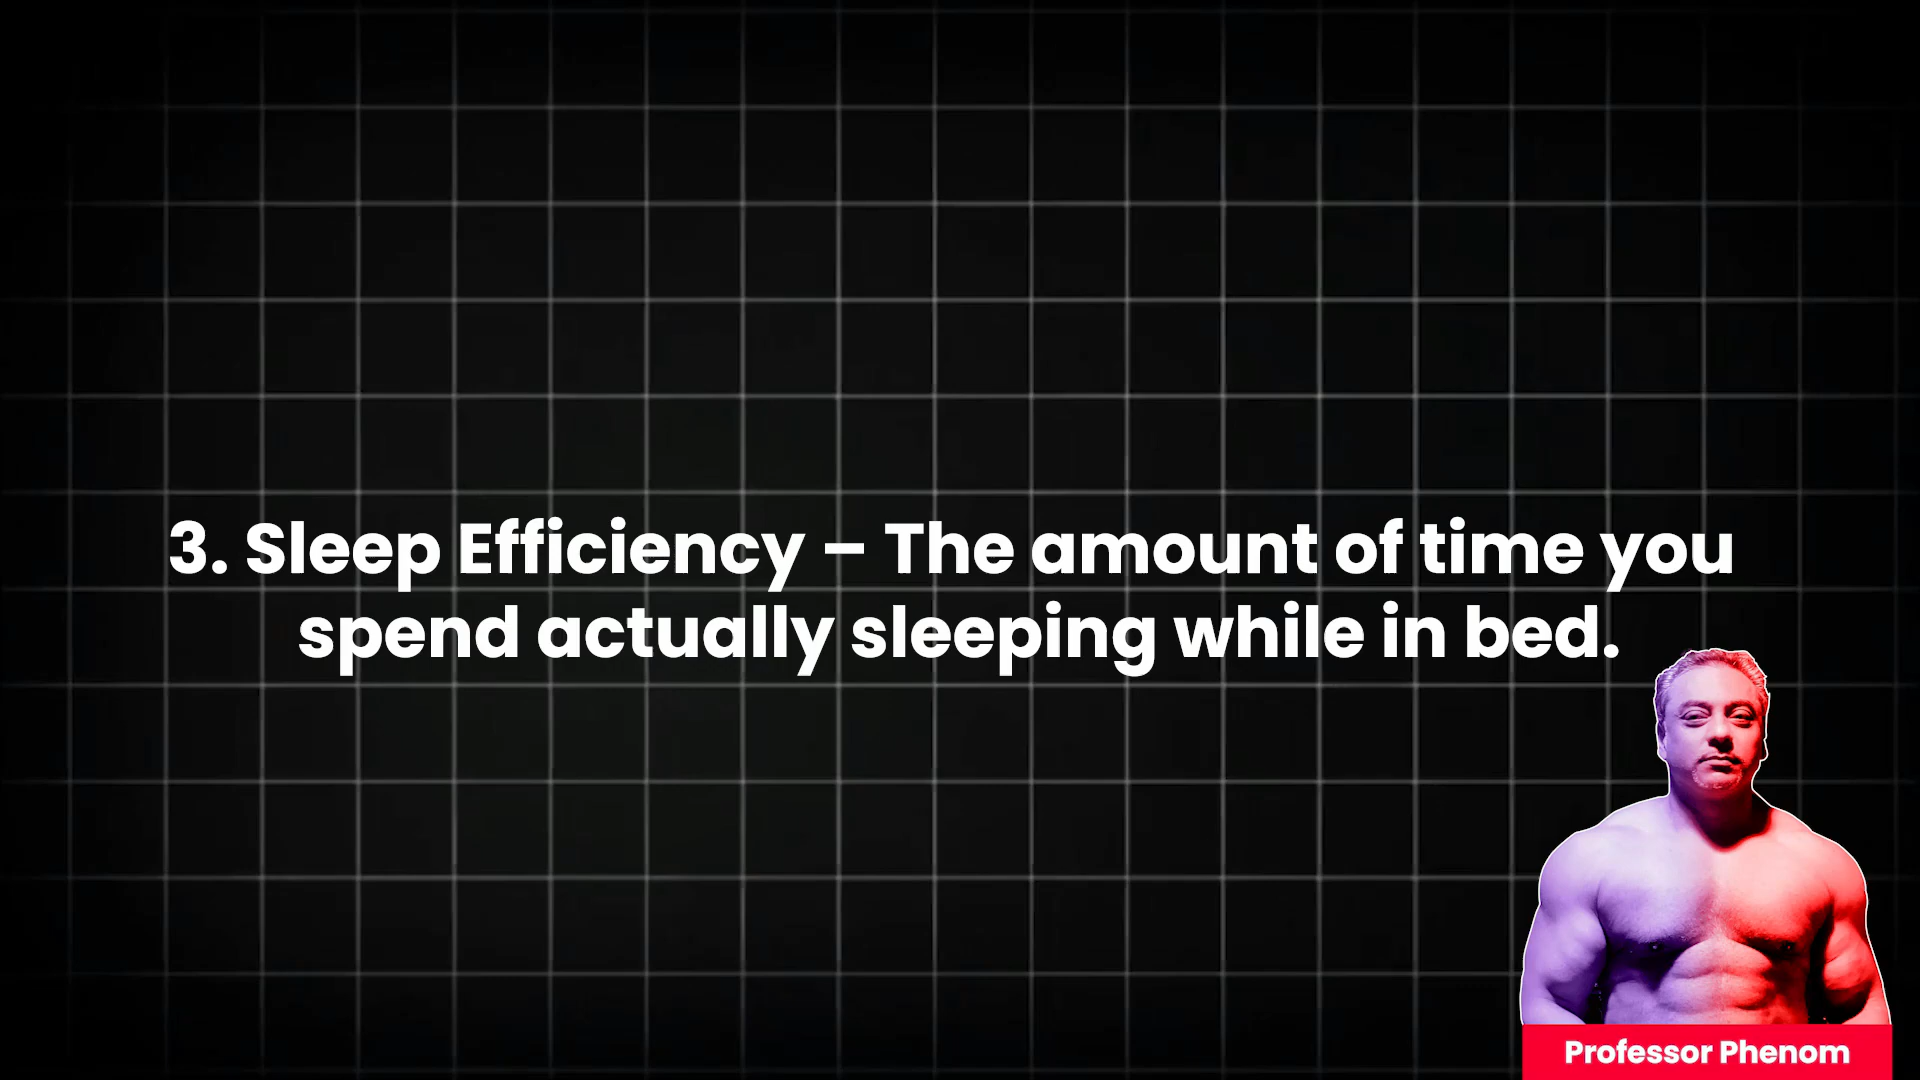 3. Sleep Efficiency – The amount of time you
spend actually sleeping while in bed.
Professor Phenom